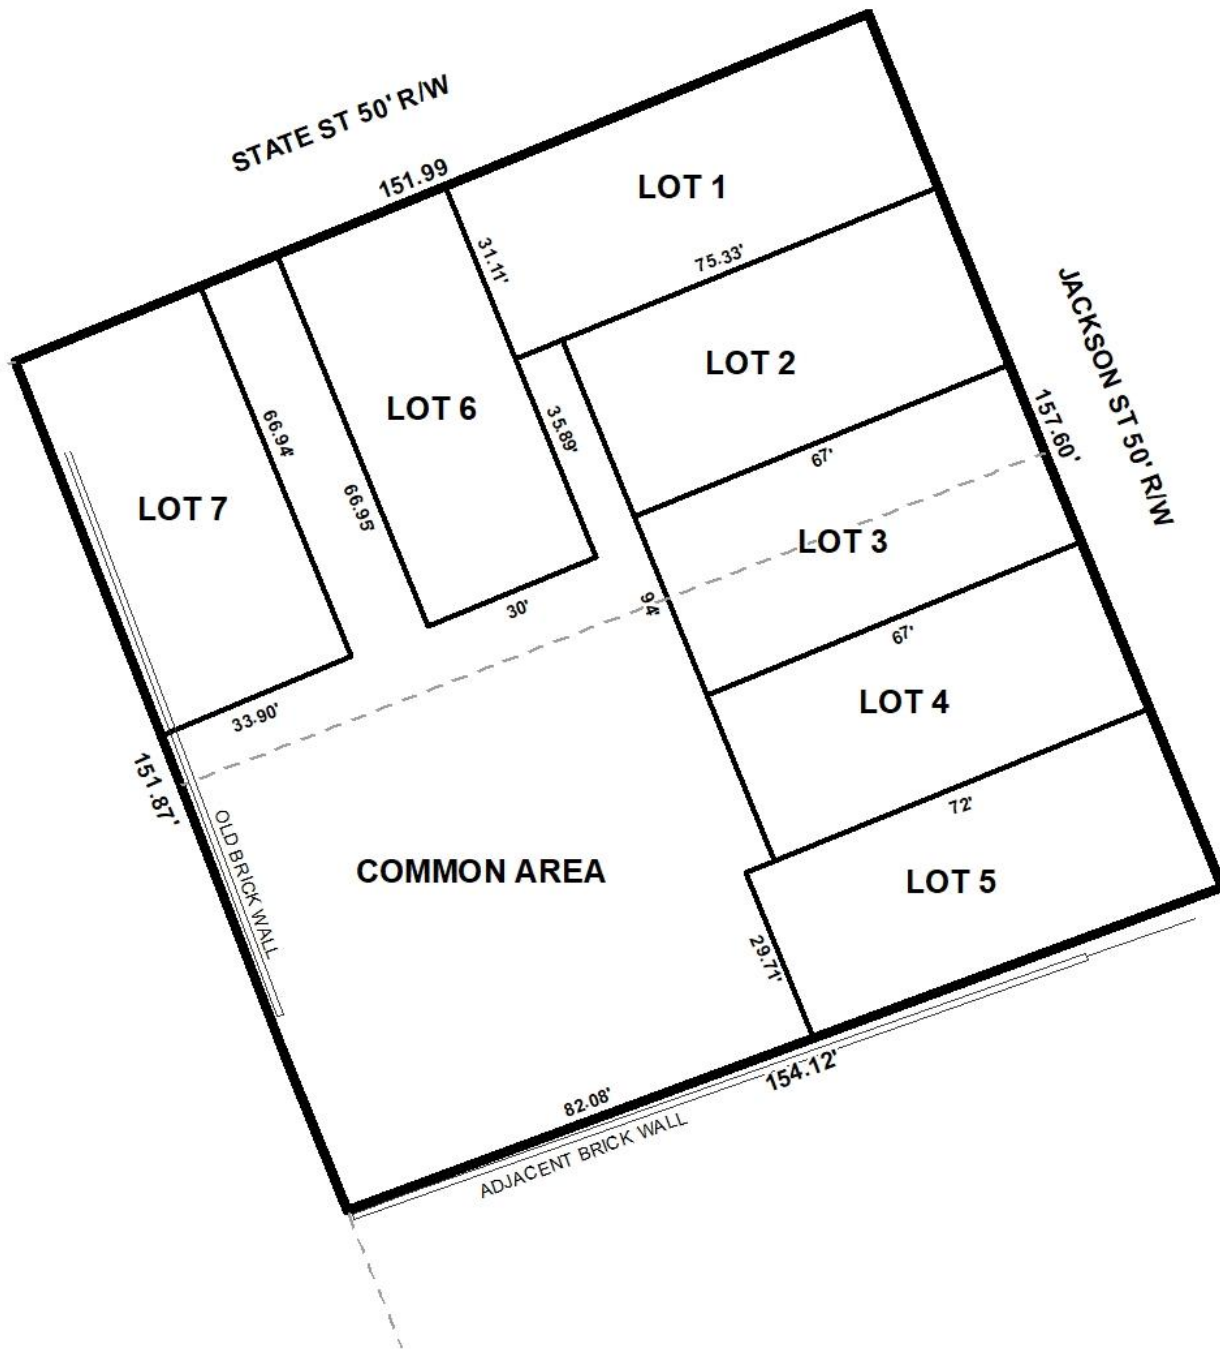 STATE ST 50' R/W
151.99
LOT 1
31.11'
75.33'
JACKSON ST 50' R/W
LOT 2
LOT 6
66.94'
35.89'
157.60'
67'
66.95
LOT 7
LOT 3
94'
30'
67'
33.90'
LOT 4
151.87'
72'
OLD BRICK WALL
COMMON AREA
LOT 5
29.71'
154.12'
82.08'
ADJACENT BRICK WALL